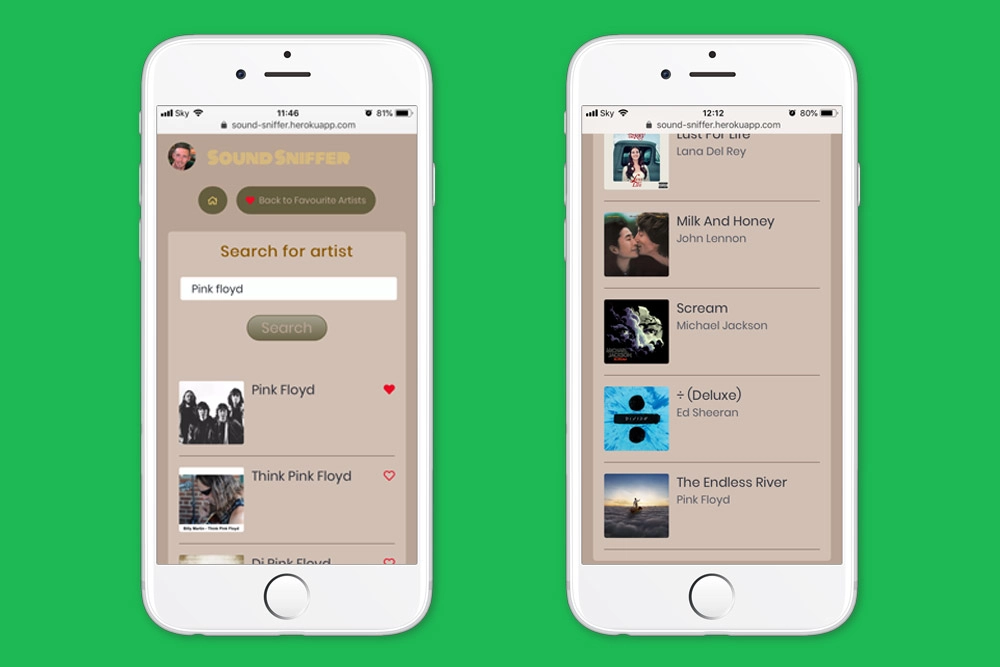 Sky
11:46
81%
sound-sniffer.herokuapp.com
SOUND SNIFFER
Back to Favourite Artists
Search for artist
Pink floyd
Search
Pink Floyd
Think Pink Floyd
Billy Martin - Think Pink Floyd
Dj Pink Floyd
Sky
12:12
80%
sound-sniffer.herokuapp.com
Lust For Life
Lana Del Rey
Milk And Honey
John Lennon
Scream
Michael Jackson
MICHAEL
JACKSON
÷ (Deluxe)
Ed Sheeran
The Endless River
Pink Floyd